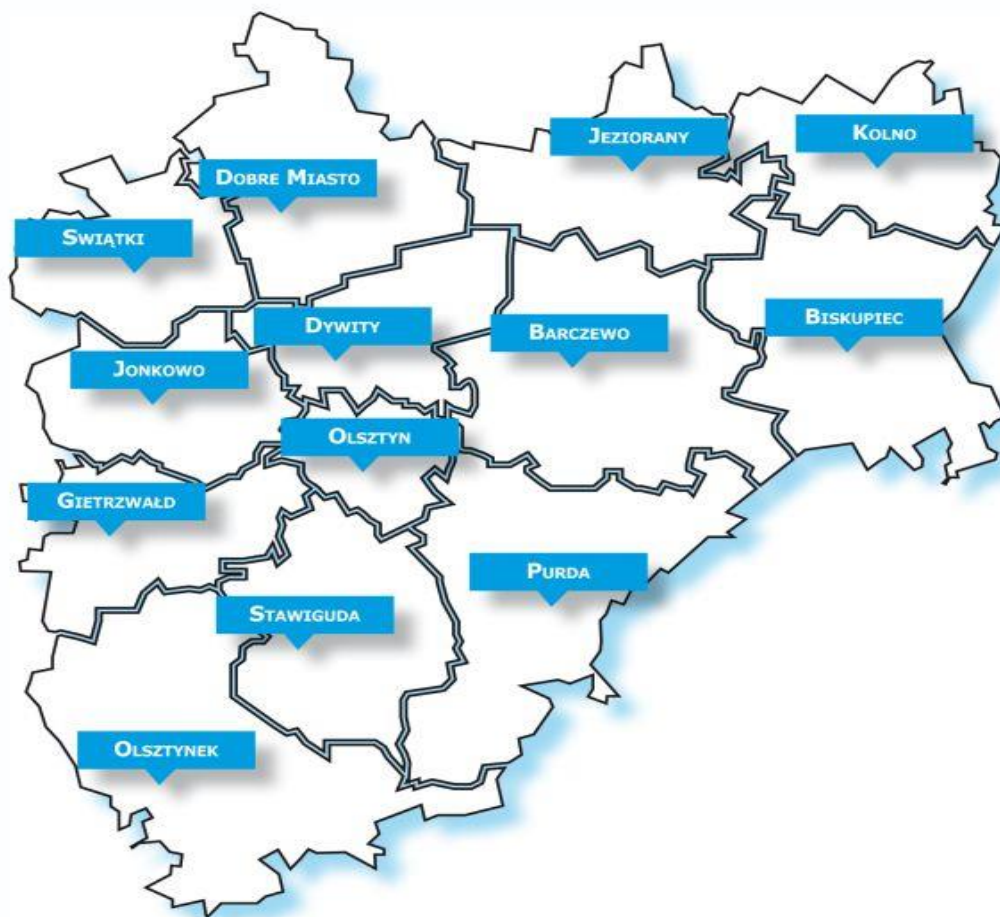 JEZIORANY
KOLNO
DOBRE MIASTO
SWIĄTKI
DYWITY
BARCZEWO
BISKUPIEC
JONKOWO
OLSZTYN
GIETRZWAŁD
PURDA
STAWIGUDA
OLSZTYNEK